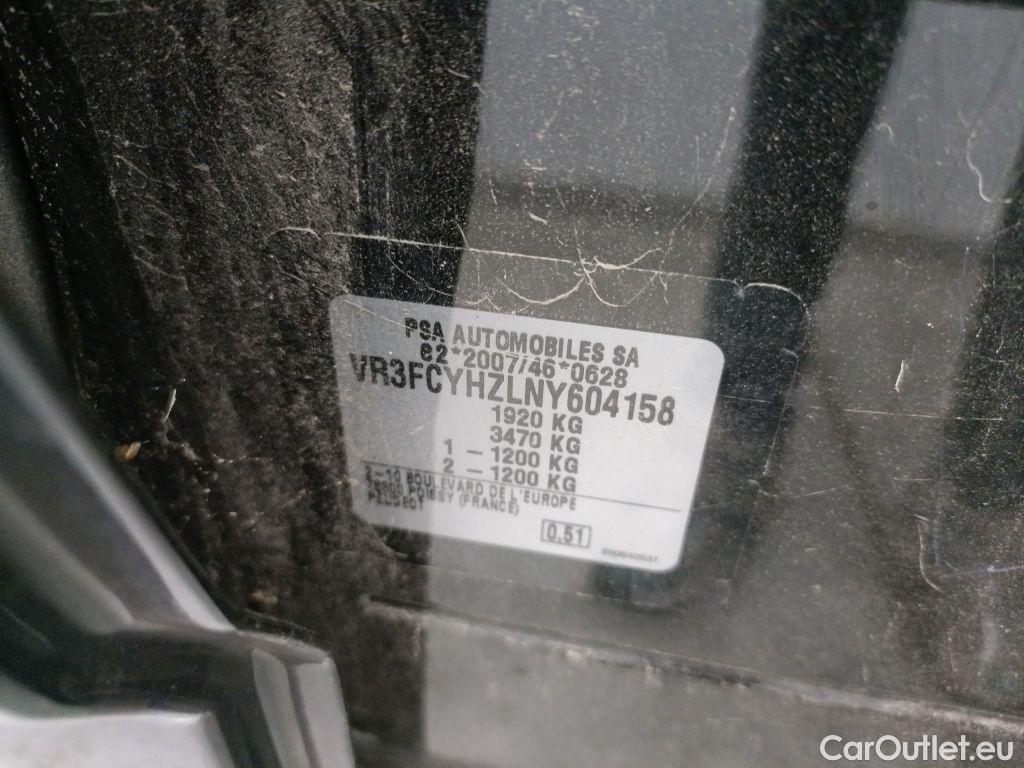 PSA AUTOMOBILES SA
e2*2007/46*0628
VR3FCYHZLNY604158
1920 KG
3470 KG
1 – 1200 KG
2 – 1200 KG
2–10 BOULEVARD DE L'EUROPE
POISSY (FRANCE)
0,51
CarOutlet.eu